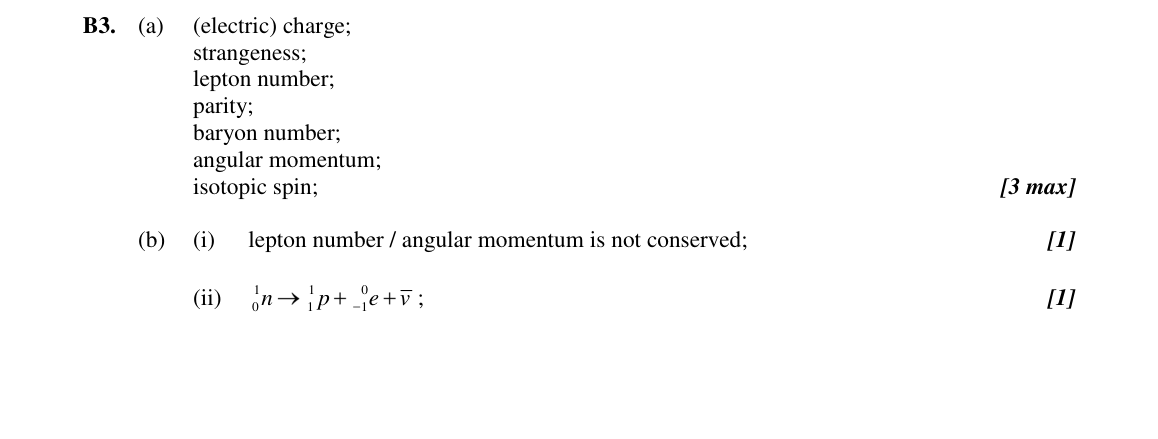 B3. (a) (electric) charge;
strangeness;
lepton number;
parity;
baryon number;
angular momentum;
isotopic spin; [3 max]
(b) (i) lepton number / angular momentum is not conserved; [1]
(ii) ¹₀n → ¹₁p + ⁰₋₁e + v̅ ; [1]